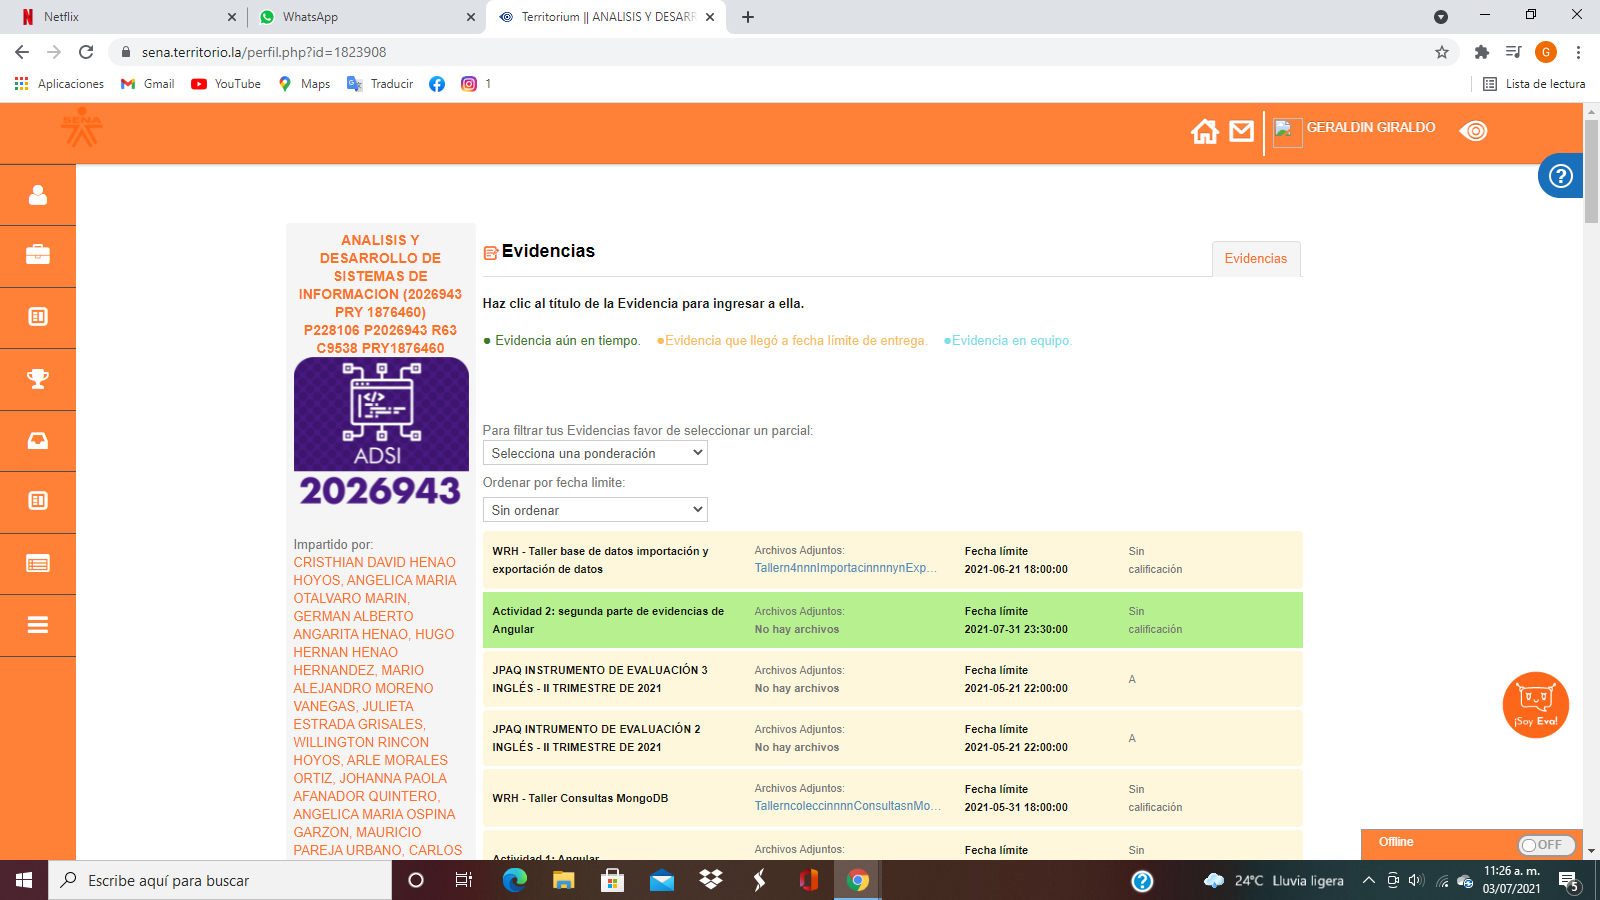 Netflix
WhatsApp
Territorium || ANALISIS Y DESARR
sena.territorio.la/perfil.php?id=1823908
G
Aplicaciones
Gmail
YouTube
Maps
Traducir
1
Lista de lectura
SENA
GERALDIN GIRALDO
ANALISIS Y
DESARROLLO DE
SISTEMAS DE
INFORMACION (2026943
PRY 1876460)
P228106 P2026943 R63
C9538 PRY1876460
ADSI
2026943
Impartido por:
CRISTHIAN DAVID HENAO
HOYOS, ANGELICA MARIA
OTALVARO MARIN,
GERMAN ALBERTO
ANGARITA HENAO, HUGO
HERNAN HENAO
HERNANDEZ, MARIO
ALEJANDRO MORENO
VANEGAS, JULIETA
ESTRADA GRISALES,
WILLINGTON RINCON
HOYOS, ARLE MORALES
ORTIZ, JOHANNA PAOLA
AFANADOR QUINTERO,
ANGELICA MARIA OSPINA
GARZON, MAURICIO
PAREJA URBANO, CARLOS
Evidencias
Evidencias
Haz clic al título de la Evidencia para ingresar a ella.
● Evidencia aún en tiempo. ●Evidencia que llegó a fecha límite de entrega. ●Evidencia en equipo.
Para filtrar tus Evidencias favor de seleccionar un parcial:
Selecciona una ponderación
Ordenar por fecha limite:
Sin ordenar
WRH - Taller base de datos importación y
exportación de datos
Archivos Adjuntos:
Tallern4nnnImportacinnnnynExp...
Fecha límite
2021-06-21 18:00:00
Sin
calificación
Actividad 2: segunda parte de evidencias de
Angular
Archivos Adjuntos:
No hay archivos
Fecha límite
2021-07-31 23:30:00
Sin
calificación
JPAQ INSTRUMENTO DE EVALUACIÓN 3
INGLÉS - II TRIMESTRE DE 2021
Archivos Adjuntos:
No hay archivos
Fecha límite
2021-05-21 22:00:00
A
JPAQ INTRUMENTO DE EVALUACIÓN 2
INGLÉS - II TRIMESTRE DE 2021
Archivos Adjuntos:
No hay archivos
Fecha límite
2021-05-21 22:00:00
A
WRH - Taller Consultas MongoDB
Archivos Adjuntos:
TallerncoleccinnnnConsultasnMo...
Fecha límite
2021-05-31 18:00:00
Sin
calificación
Actividad 1: Angular
Archivos Adjuntos:
Fecha límite
Sin
¡Soy Eva!
Offline
OFF
Escribe aquí para buscar
24°C Lluvia ligera
11:26 a. m.
03/07/2021
5